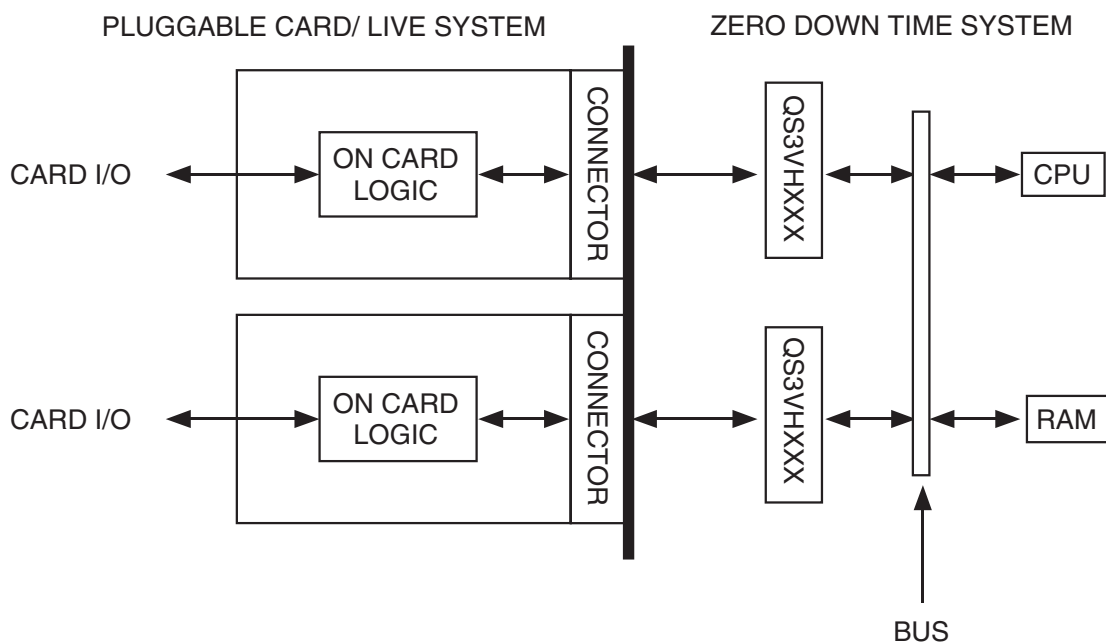 PLUGGABLE CARD/ LIVE SYSTEM
ZERO DOWN TIME SYSTEM
CARD I/O
ON CARD
LOGIC
CONNECTOR
QS3VHXXX
CPU
CARD I/O
ON CARD
LOGIC
CONNECTOR
QS3VHXXX
RAM
BUS